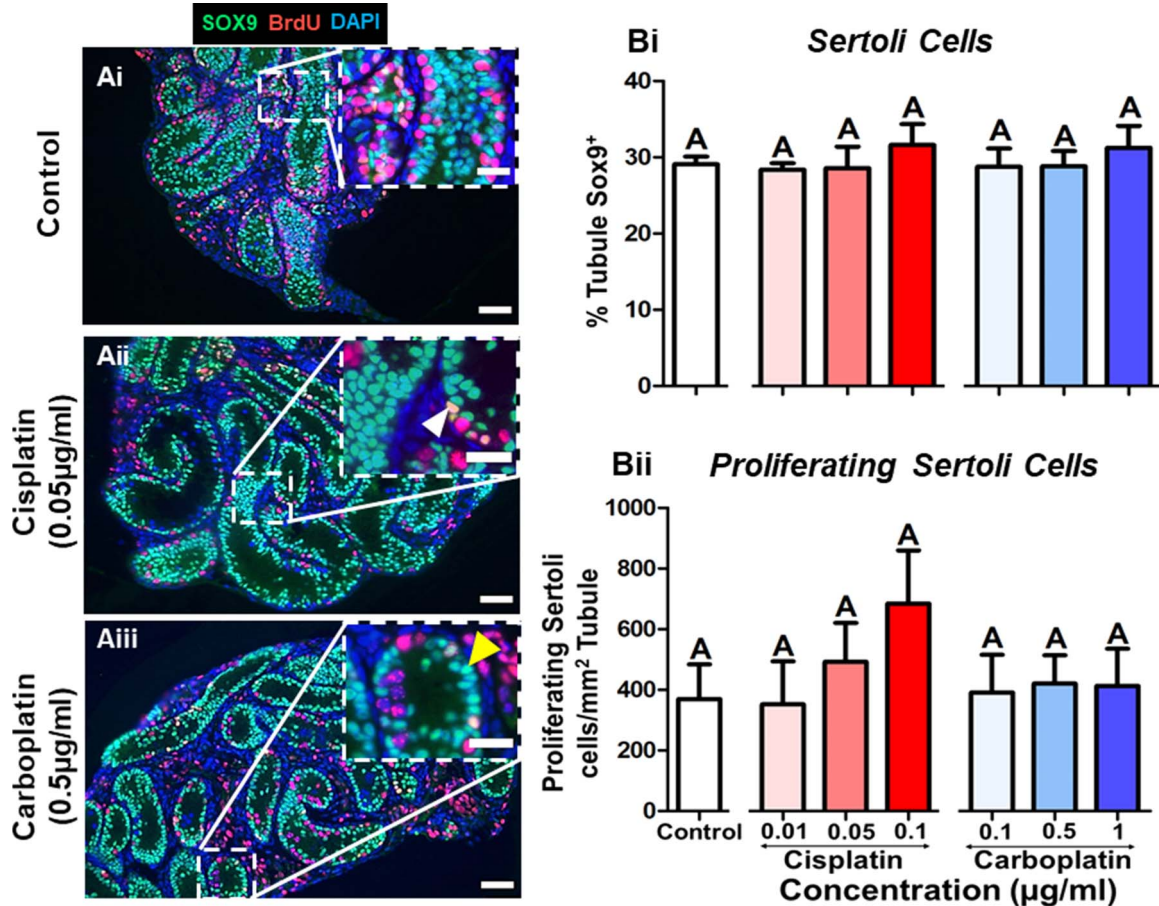 SOX9 BrdU DAPI
Ai
Control
Aii
Cisplatin
(0.05µg/ml)
Aiii
Carboplatin
(0.5µg/ml)
Bi Sertoli Cells
% Tubule Sox9+
40
30
20
10
0
A
A
A
A
A
A
A
Bii Proliferating Sertoli Cells
Proliferating Sertoli
cells/mm² Tubule
1000
800
600
400
200
0
A
A
A
A
A
A
A
Control 0.01 0.05 0.1 0.1 0.5 1
Cisplatin Carboplatin
Concentration (µg/ml)